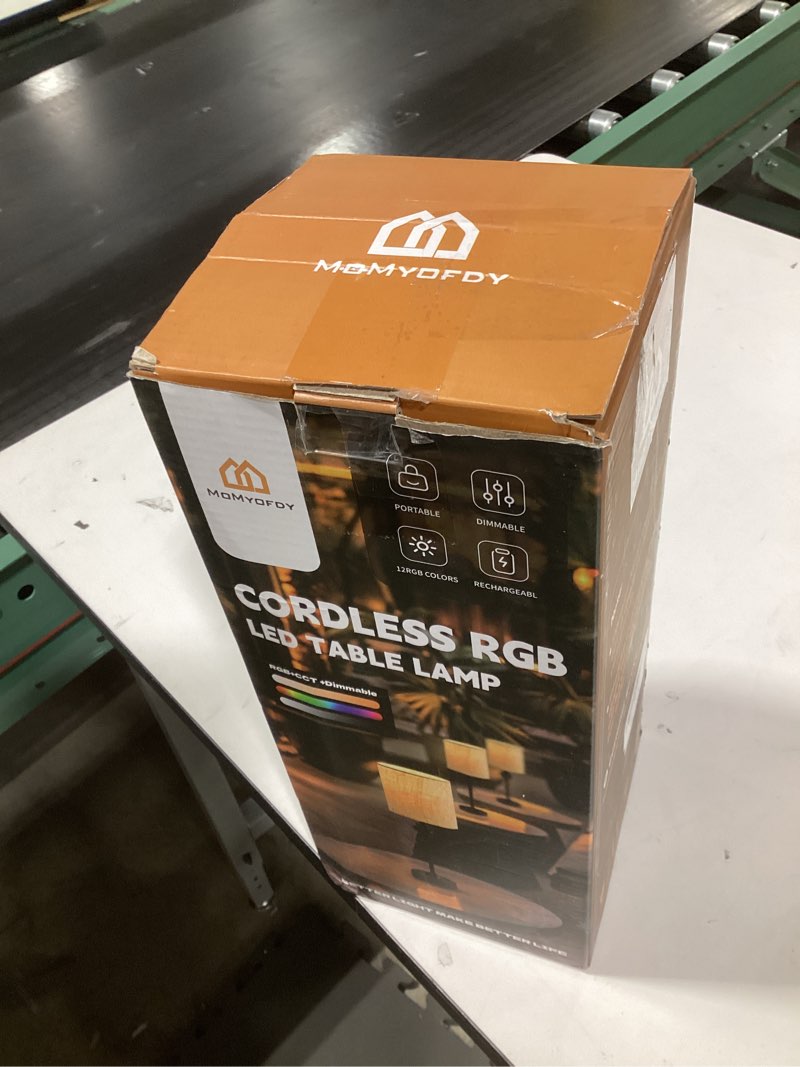 MoMYOFDY
MoMYOFDY
PORTABLE
DIMMABLE
12RGB COLORS
RECHARGEABL
CORDLESS RGB
LED TABLE LAMP
RGB+CCT +Dimmable
BETTER LIGHT MAKE BETTER LIFE